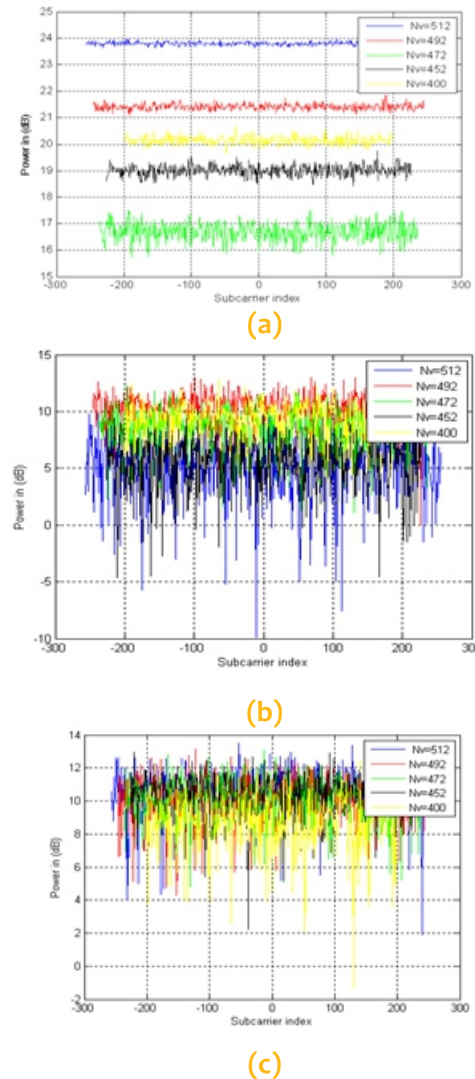 25
24
23
22
21
20
19
18
17
16
15
Power in (dB)
Nv=512
Nv=492
Nv=472
Nv=452
Nv=400
-300 -200 -100 0 100 200 300
Subcarrier index
(a)
15
10
5
0
-5
-10
Power in (dB)
Nv=512
Nv=492
Nv=472
Nv=452
Nv=400
-300 -200 -100 0 100 200 30
Subcarrier index
(b)
14
12
10
8
6
4
2
0
-2
Power in (dB)
Nv=512
Nv=492
Nv=472
Nv=452
Nv=400
-300 -200 -100 0 100 200 300
Subcarrier index
(c)